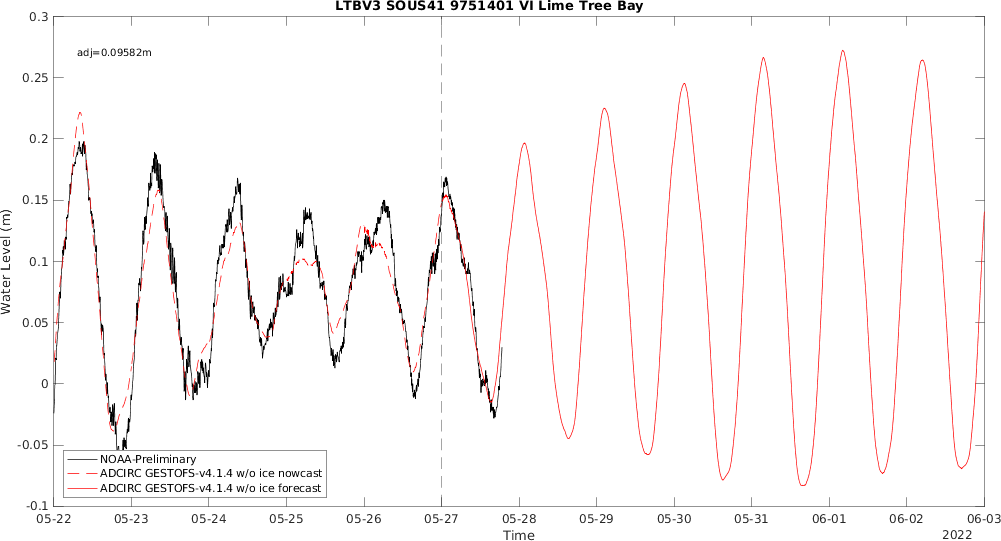 LTBV3 SOUS41 9751401 VI Lime Tree Bay
adj=0.09582m
0.3
0.25
0.2
0.15
0.1
0.05
0
-0.05
-0.1
Water Level (m)
NOAA-Preliminary
ADCIRC GESTOFS-v4.1.4 w/o ice nowcast
ADCIRC GESTOFS-v4.1.4 w/o ice forecast
05-22 05-23 05-24 05-25 05-26 05-27 05-28 05-29 05-30 05-31 06-01 06-02 06-03
Time
2022